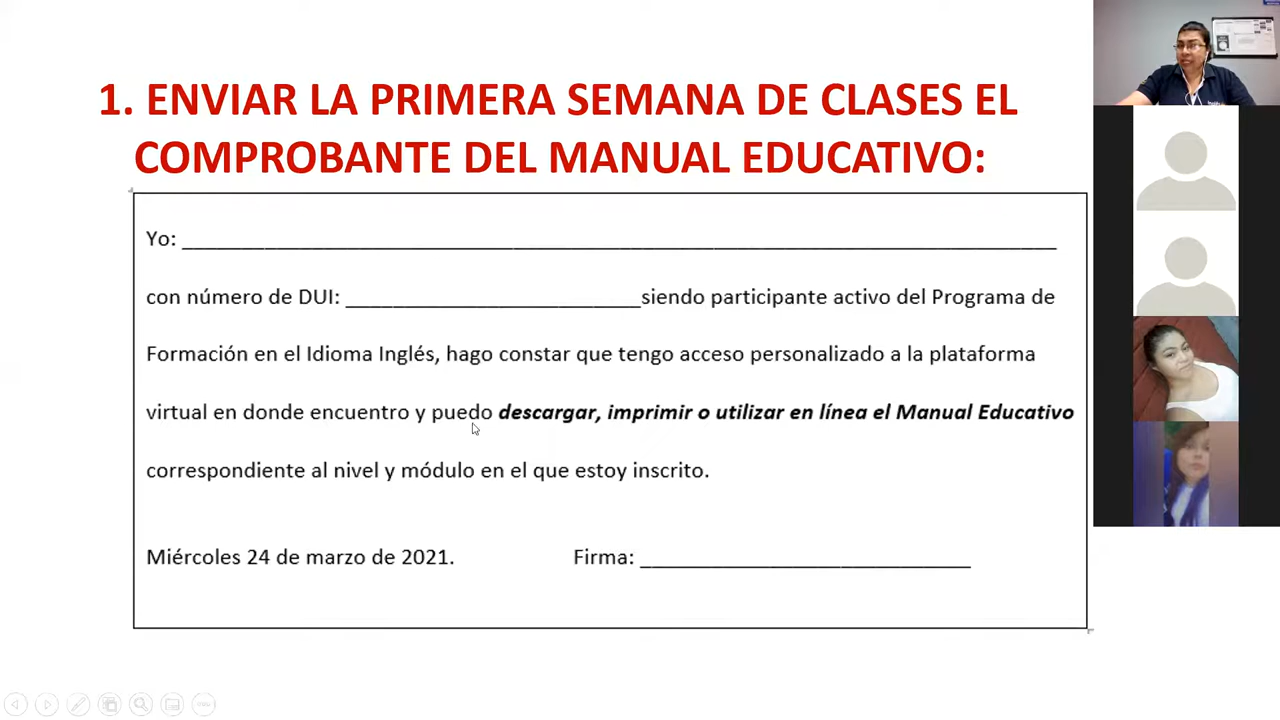 1. ENVIAR LA PRIMERA SEMANA DE CLASES EL
COMPROBANTE DEL MANUAL EDUCATIVO:
Yo: ______________________________________________________________________________
con número de DUI: __________________________siendo participante activo del Programa de
Formación en el Idioma Inglés, hago constar que tengo acceso personalizado a la plataforma
virtual en donde encuentro y puedo descargar, imprimir o utilizar en línea el Manual Educativo
correspondiente al nivel y módulo en el que estoy inscrito.
Miércoles 24 de marzo de 2021. Firma: _____________________________